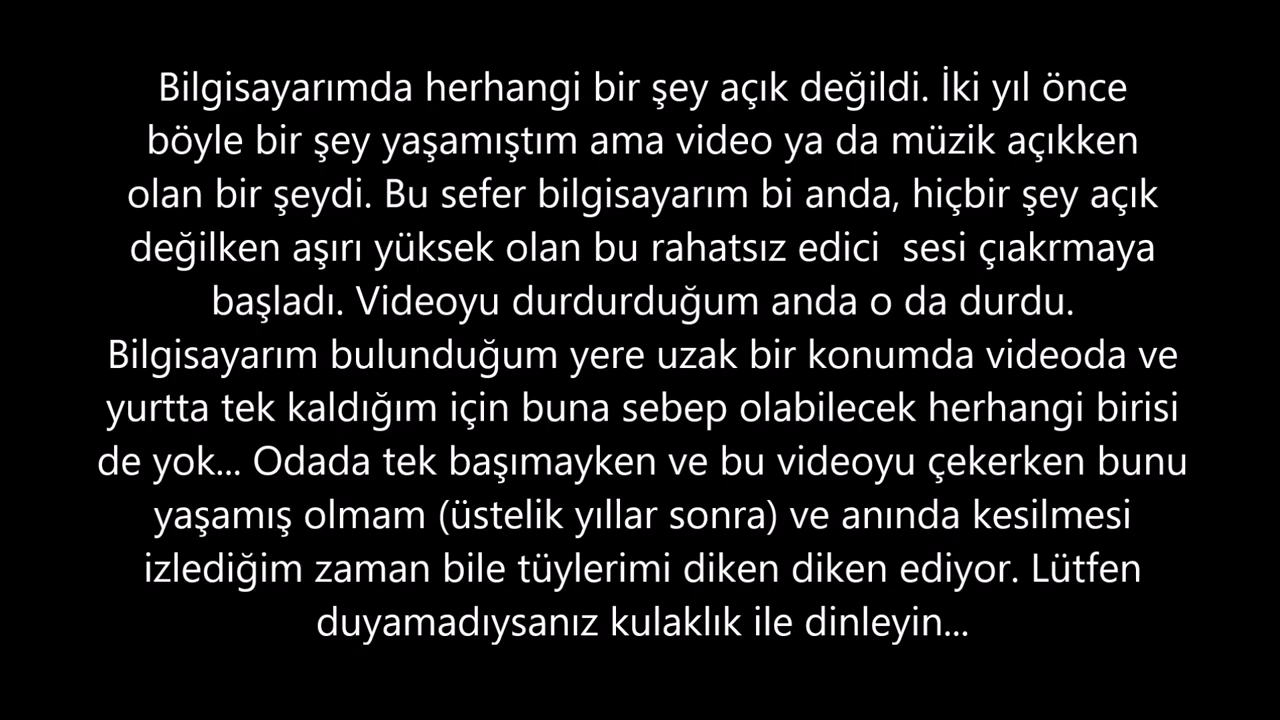 Bilgisayarımda herhangi bir şey açık değildi. İki yıl önce
böyle bir şey yaşamıştım ama video ya da müzik açıkken
olan bir şeydi. Bu sefer bilgisayarım bi anda, hiçbir şey açık
değilken aşırı yüksek olan bu rahatsız edici  sesi çıakrmaya
başladı. Videoyu durdurduğum anda o da durdu.
Bilgisayarım bulunduğum yere uzak bir konumda videoda ve
yurtta tek kaldığım için buna sebep olabilecek herhangi birisi
de yok... Odada tek başımayken ve bu videoyu çekerken bunu
yaşamış olmam (üstelik yıllar sonra) ve anında kesilmesi
izlediğim zaman bile tüylerimi diken diken ediyor. Lütfen
duyamadıysanız kulaklık ile dinleyin...